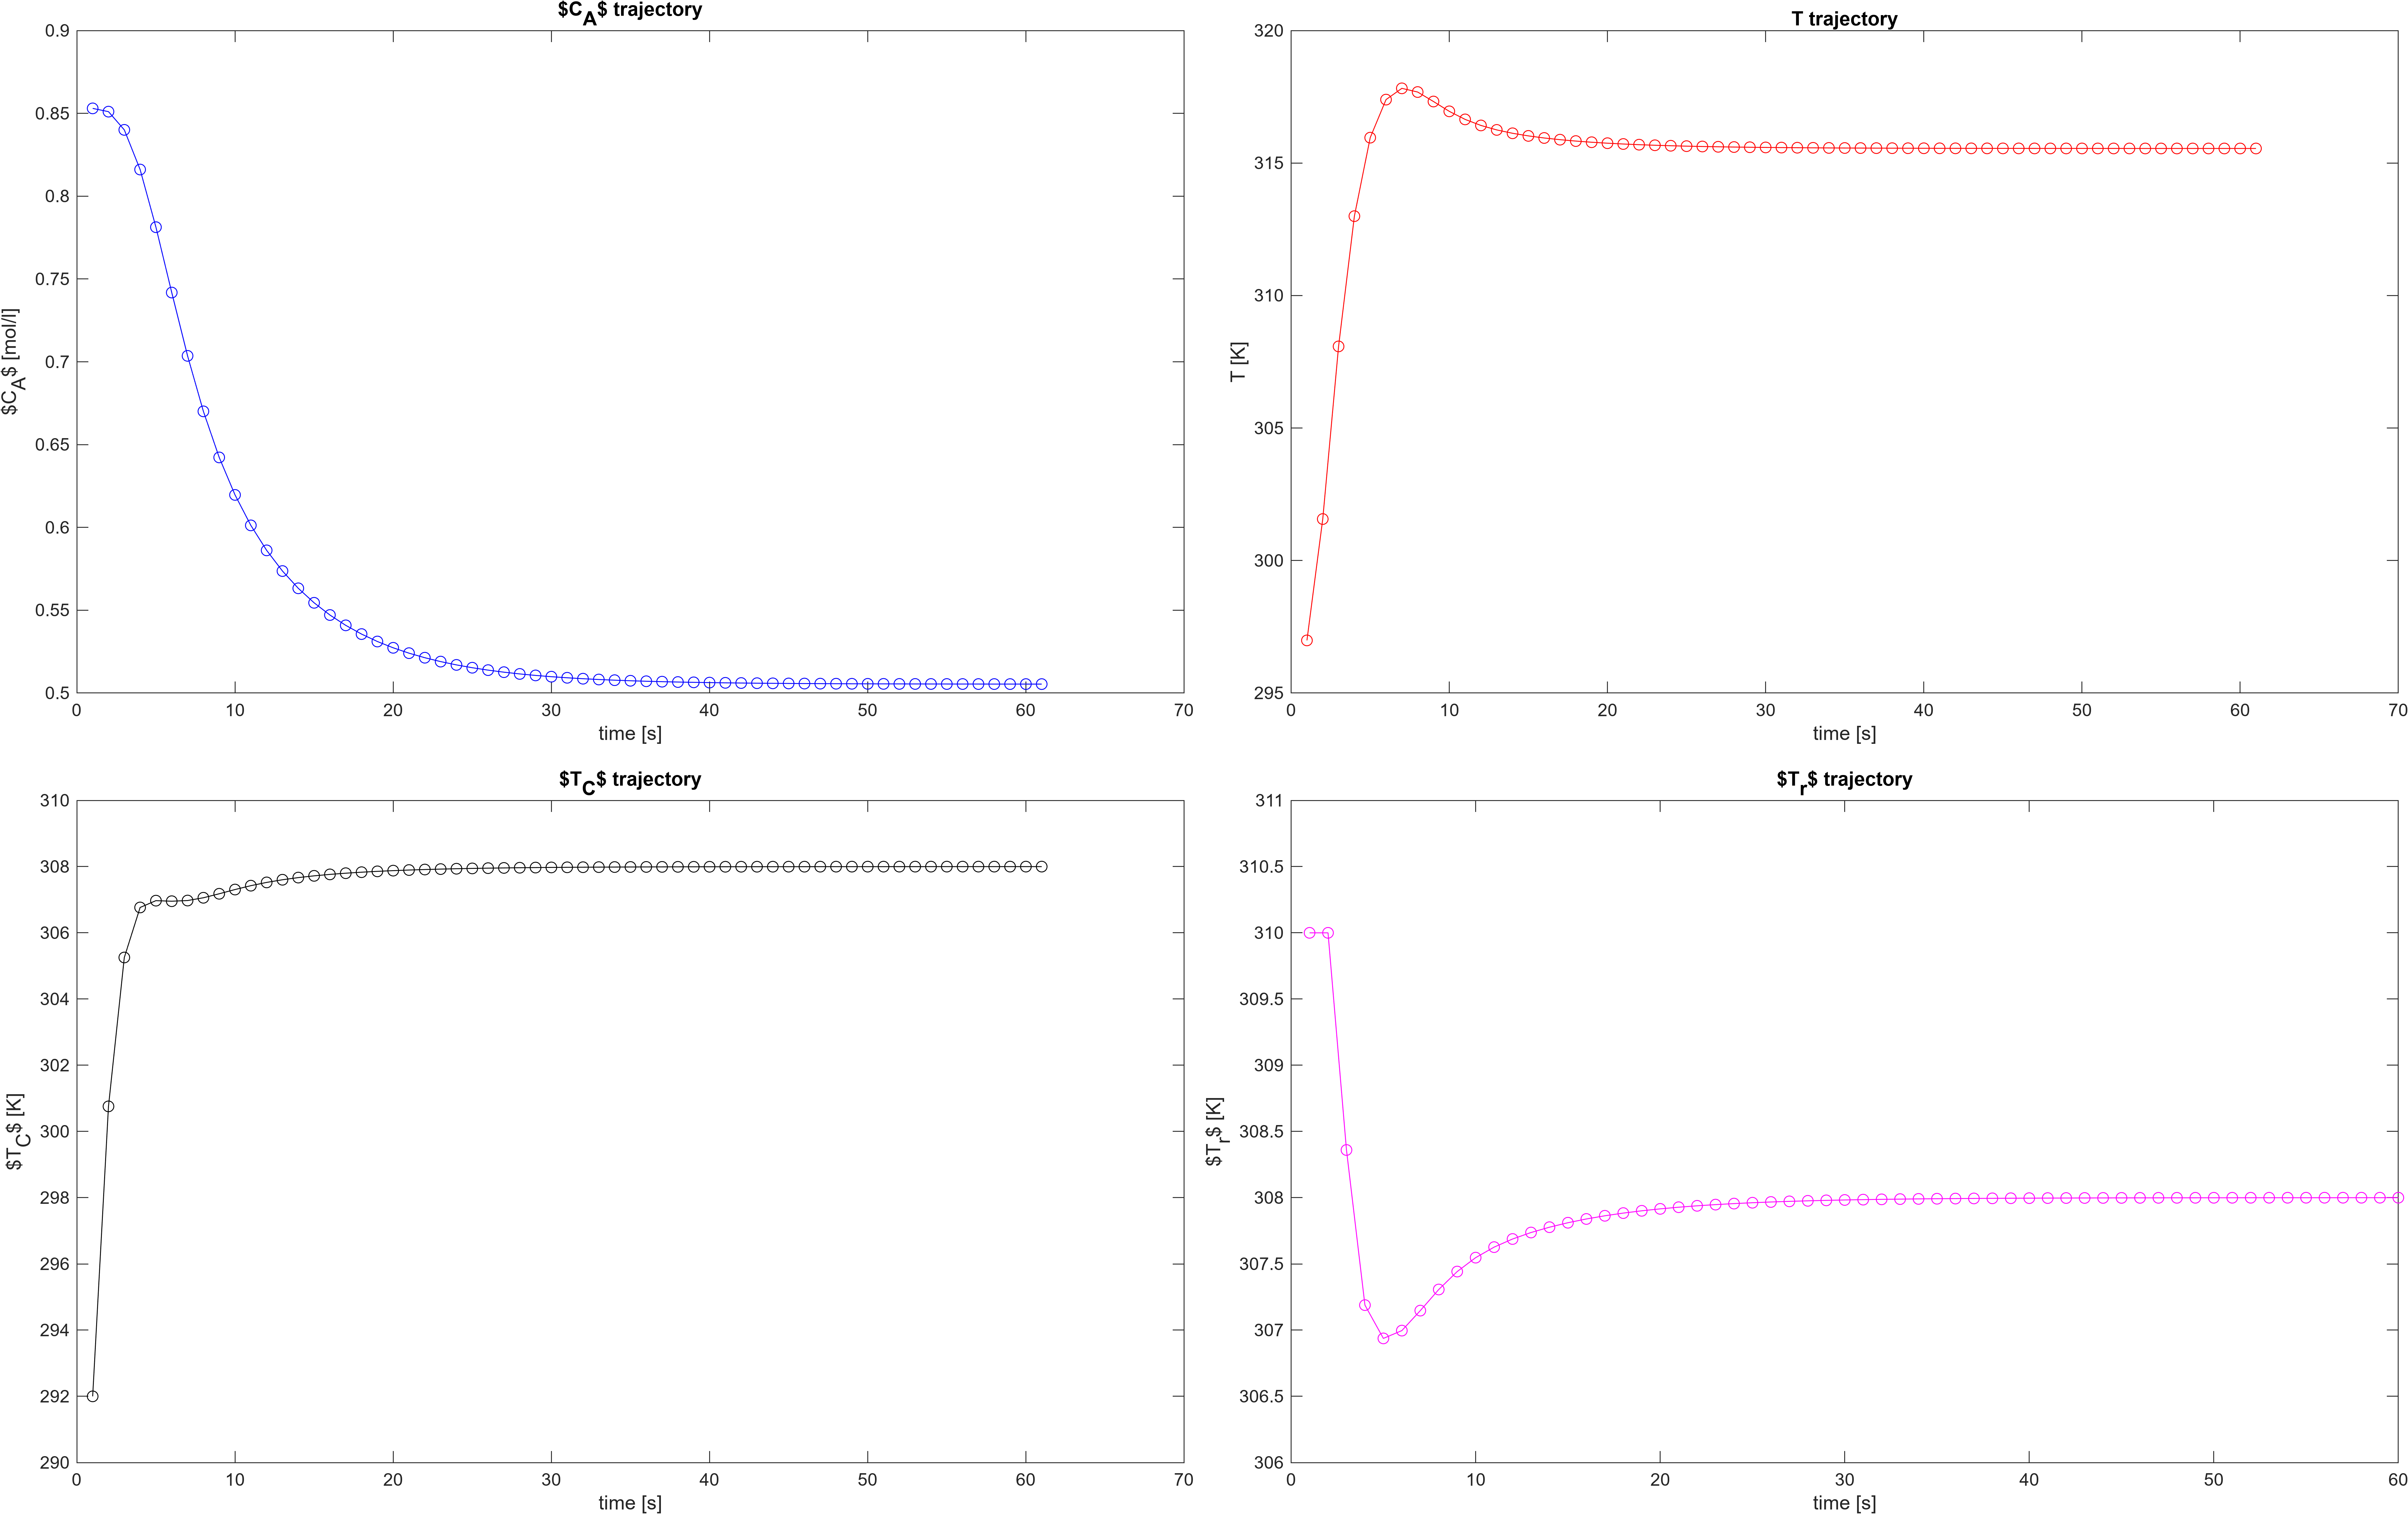 $C_A$ trajectory
$C_A$ [mol/l]
0.9
0.85
0.8
0.75
0.7
0.65
0.6
0.55
0.5
0 10 20 30 40 50 60 70
time [s]
T trajectory
T [K]
320
315
310
305
300
295
0 10 20 30 40 50 60 70
time [s]
$T_C$ trajectory
$T_C$ [K]
310
308
306
304
302
300
298
296
294
292
290
0 10 20 30 40 50 60 70
time [s]
$T_r$ trajectory
$T_r$ [K]
311
310.5
310
309.5
309
308.5
308
307.5
307
306.5
306
0 10 20 30 40 50 60
time [s]